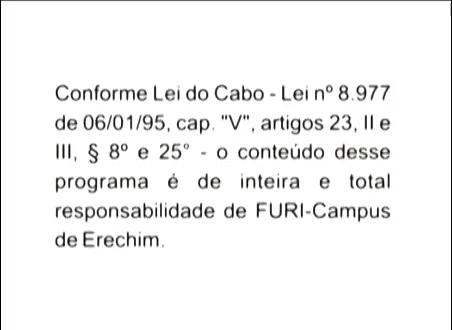 Conforme Lei do Cabo - Lei nº 8.977
de 06/01/95, cap. "V", artigos 23, II e
III, § 8º e 25° - o conteúdo desse
programa é de inteira e total
responsabilidade de FURI-Campus
de Erechim.